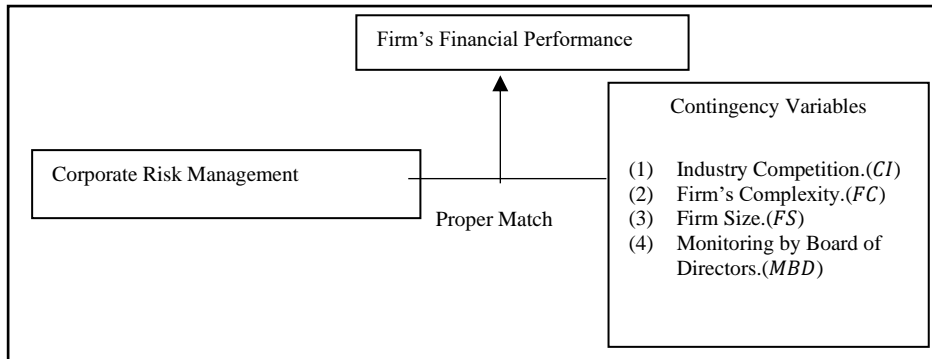 Firm's Financial Performance
Contingency Variables
Corporate Risk Management
Proper Match
(1) Industry Competition.(CI)
(2) Firm's Complexity.(FC)
(3) Firm Size.(FS)
(4) Monitoring by Board of
Directors.(MBD)